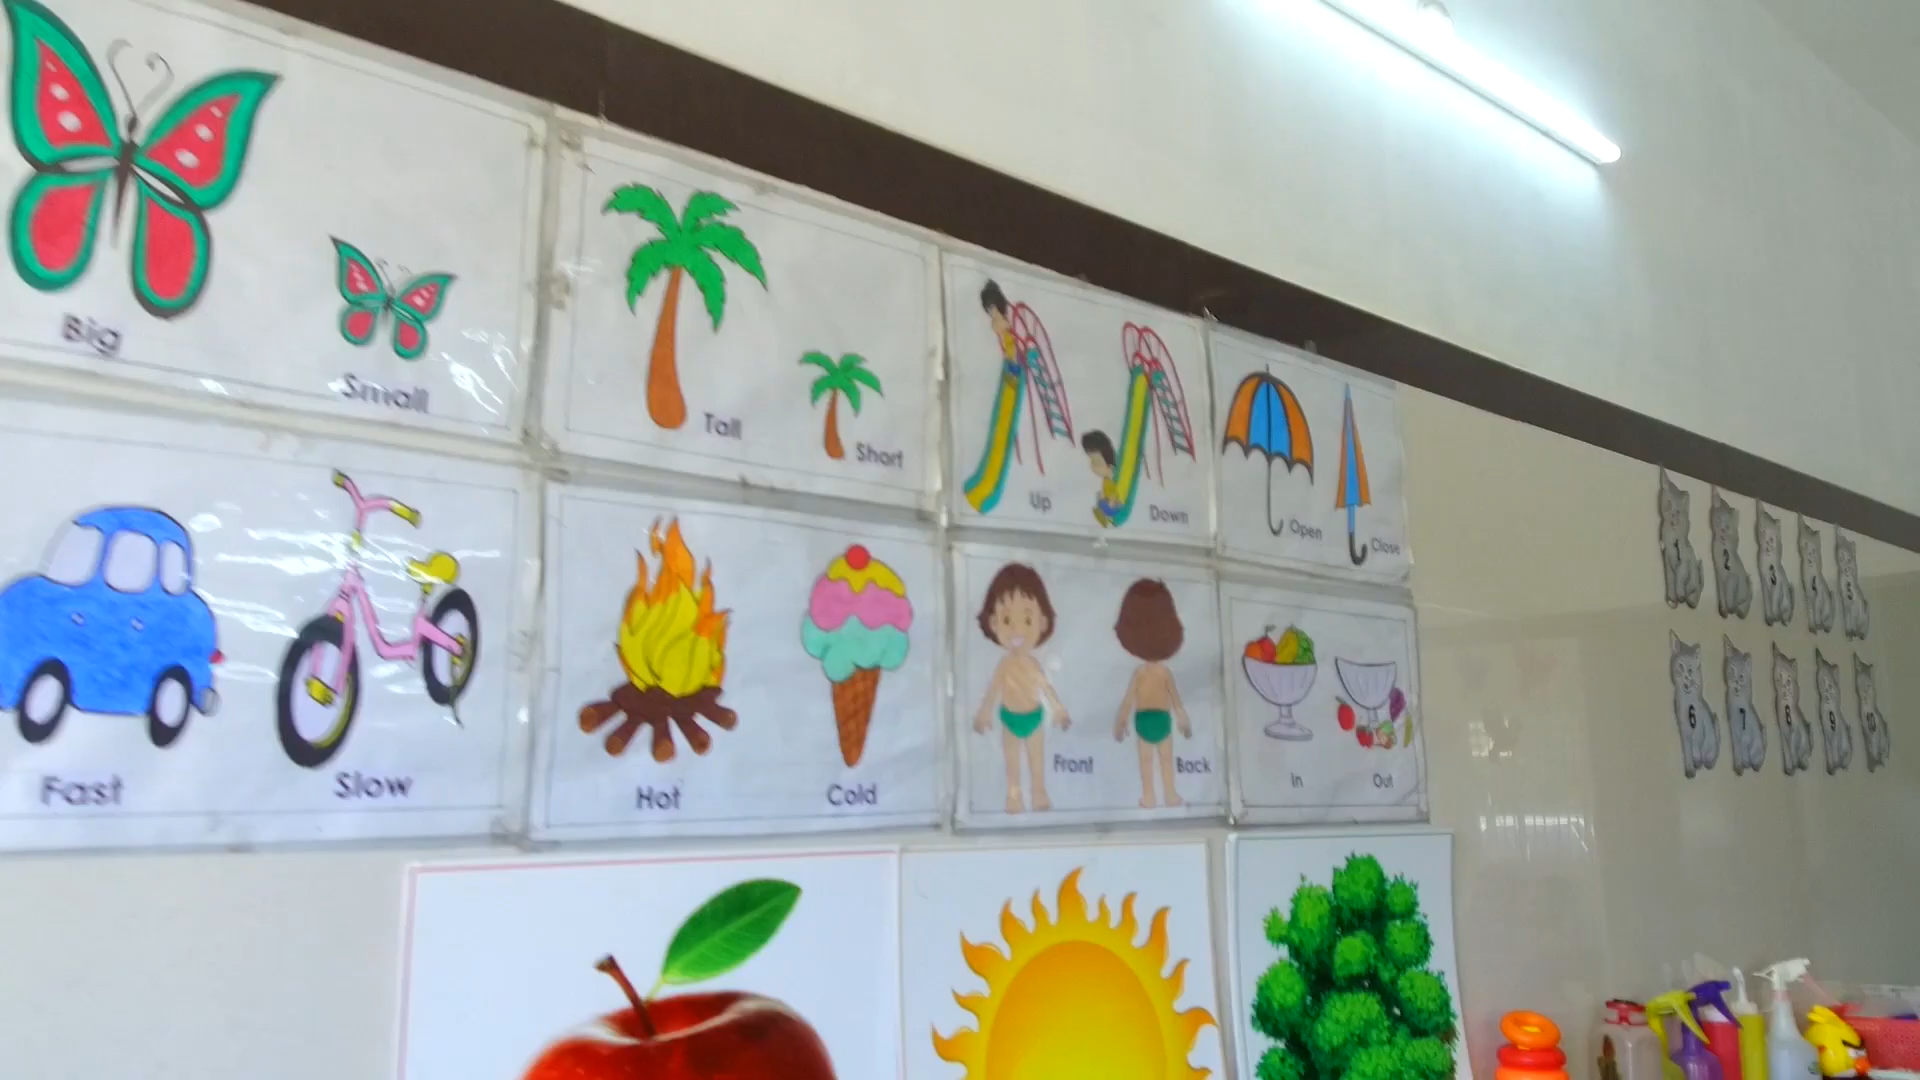 Big
Small
Tall
Short
Up
Down
Open
Close
Fast
Slow
Hot
Cold
Front
Back
In
Out
1 2 3 4 5
6 7 8 9 10